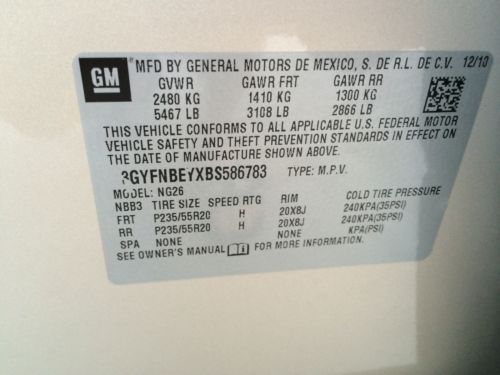 GM
MFD BY GENERAL MOTORS DE MEXICO, S. DE R.L. DE C.V. 12/10
GVWR GAWR FRT GAWR RR
2480 KG 1410 KG 1300 KG
5467 LB 3108 LB 2866 LB
THIS VEHICLE CONFORMS TO ALL APPLICABLE U.S. FEDERAL MOTOR
VEHICLE SAFETY AND THEFT PREVENTION STANDARDS IN EFFECT ON
THE DATE OF MANUFACTURE SHOWN ABOVE.
3GYFNBEYXBS586783 TYPE: M.P.V.
MODEL: NG26
NBB3 TIRE SIZE SPEED RTG RIM COLD TIRE PRESSURE
FRT P235/55R20 H 20X8J 240KPA(35PSI)
RR P235/55R20 H 20X8J 240KPA(35PSI)
SPA NONE NONE KPA(PSI)
SEE OWNER'S MANUAL i FOR MORE INFORMATION.